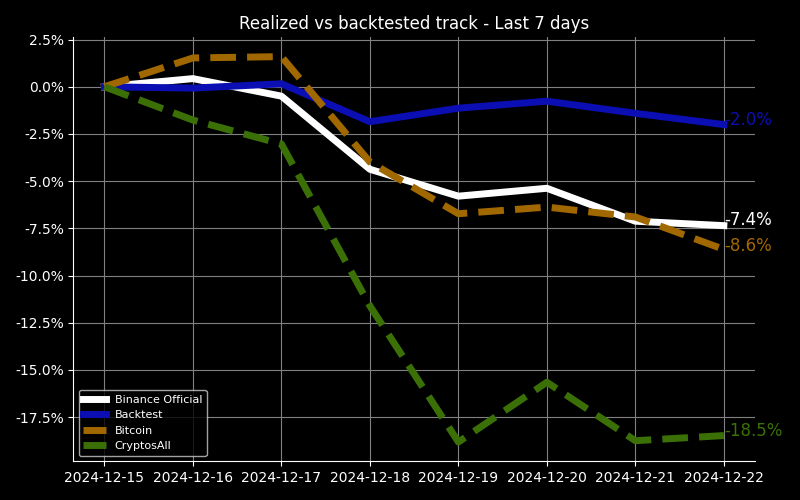 Realized vs backtested track - Last 7 days
2.5%
0.0%
-2.5%
-5.0%
-7.5%
-10.0%
-12.5%
-15.0%
-17.5%
-2.0%
-7.4%
-8.6%
-18.5%
Binance Official
Backtest
Bitcoin
CryptosAll
2024-12-15 2024-12-16 2024-12-17 2024-12-18 2024-12-19 2024-12-20 2024-12-21 2024-12-22